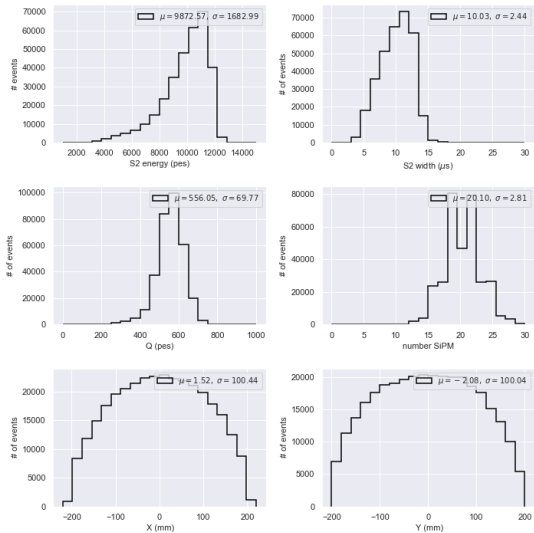 μ = 9872.57, σ = 1682.99
# of events
70000
60000
50000
40000
30000
20000
10000
0
2000 4000 6000 8000 10000 12000 14000
S2 energy (pes)
μ = 10.03, σ = 2.44
# of events
70000
60000
50000
40000
30000
20000
10000
0
0 5 10 15 20 25 30
S2 width (μs)
μ = 556.05, σ = 69.77
# of events
100000
80000
60000
40000
20000
0
0 200 400 600 800 1000
Q (pes)
μ = 20.10, σ = 2.81
# of events
80000
60000
40000
20000
0
0 5 10 15 20 25 30
number SiPM
μ = 1.52, σ = 100.44
# of events
20000
15000
10000
5000
0
−200 −100 0 100 200
X (mm)
μ = −2.08, σ = 100.04
# of events
20000
17500
15000
12500
10000
7500
5000
2500
0
−200 −100 0 100 200
Y (mm)